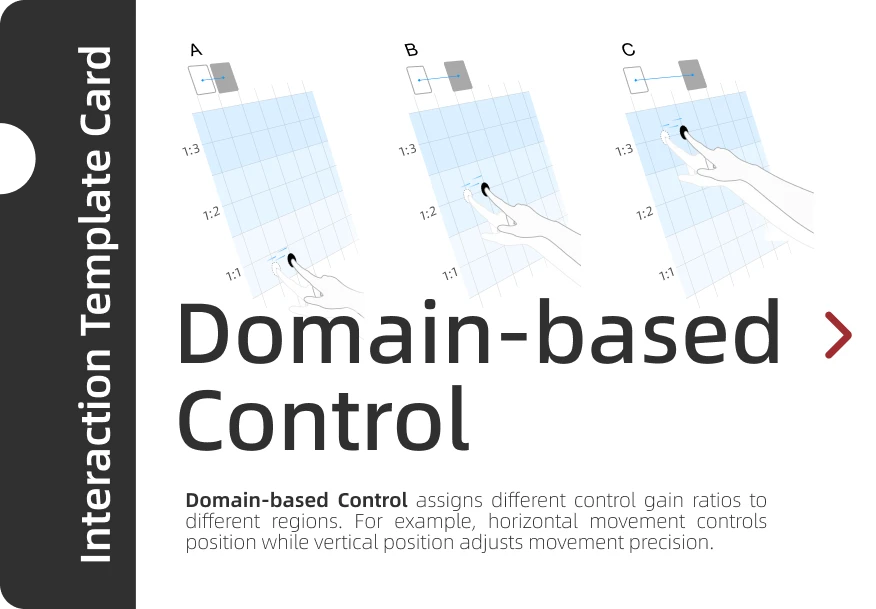 Interaction Template Card
A
B
C
1:3
1:2
1:1
1:3
1:2
1:1
1:3
1:2
1:1
Domain-based
Control
Domain-based Control assigns different control gain ratios to
different regions. For example, horizontal movement controls
position while vertical position adjusts movement precision.